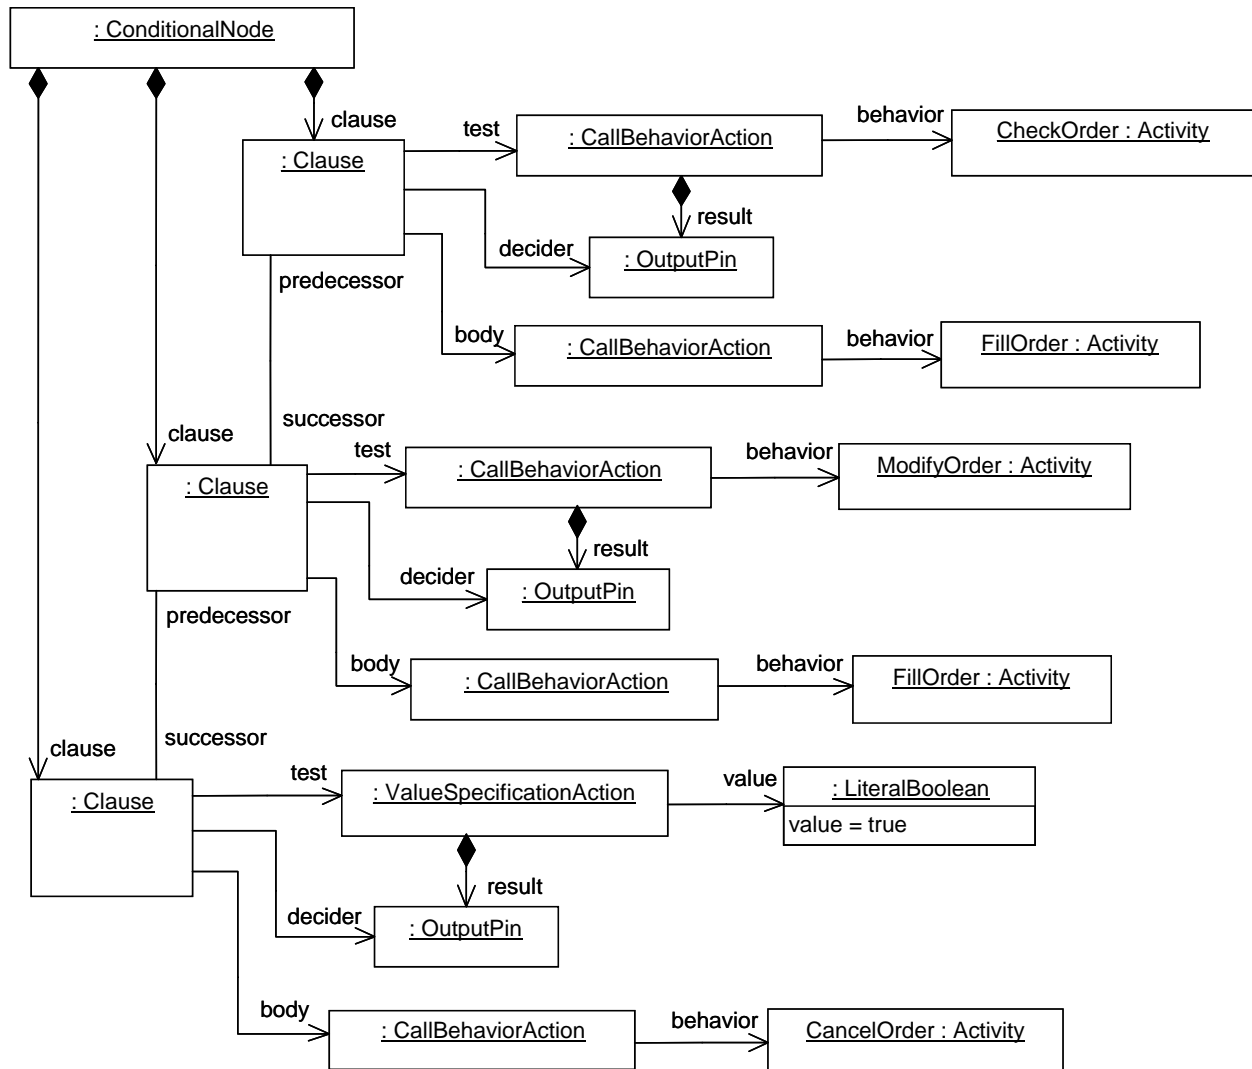 : ConditionalNode
clause
: Clause
test
: CallBehaviorAction
behavior
CheckOrder : Activity
result
decider
: OutputPin
predecessor
body
: CallBehaviorAction
behavior
FillOrder : Activity
successor
clause
: Clause
test
: CallBehaviorAction
behavior
ModifyOrder : Activity
result
decider
: OutputPin
predecessor
body
: CallBehaviorAction
behavior
FillOrder : Activity
successor
clause
: Clause
test
: ValueSpecificationAction
value
: LiteralBoolean
value = true
result
decider
: OutputPin
body
: CallBehaviorAction
behavior
CancelOrder : Activity